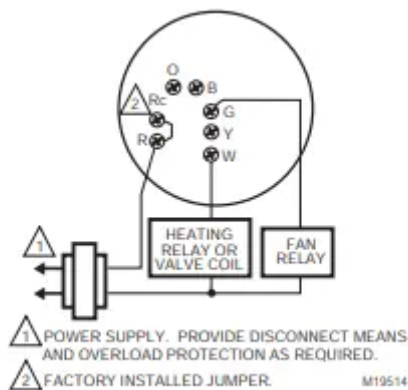 O
B
2
Rc
G
R
Y
W
1
HEATING
RELAY OR
VALVE COIL
FAN
RELAY
1 POWER SUPPLY. PROVIDE DISCONNECT MEANS
AND OVERLOAD PROTECTION AS REQUIRED.
2 FACTORY INSTALLED JUMPER.
M19514